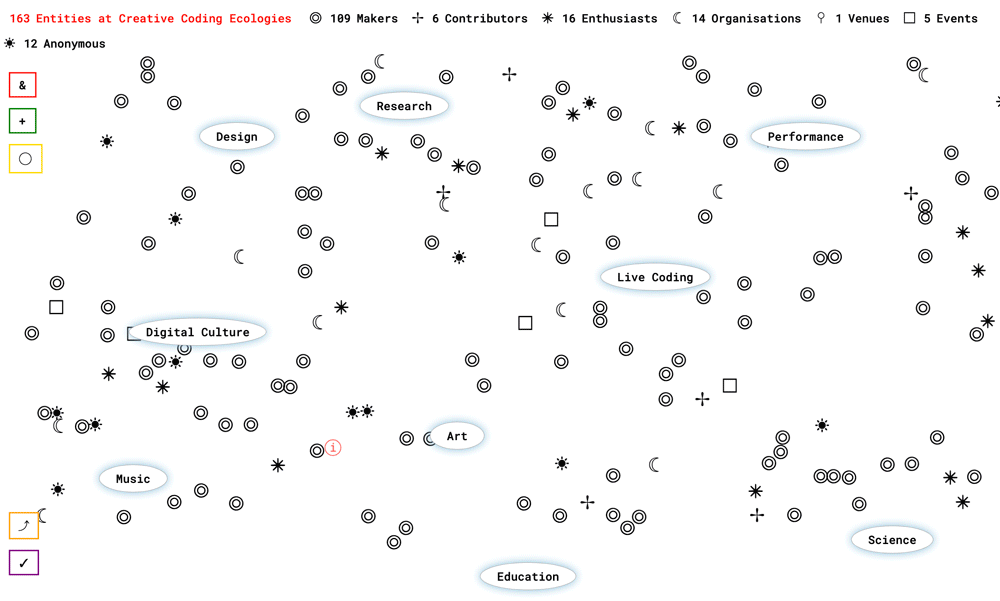 163 Entities at Creative Coding Ecologies 109 Makers 6 Contributors 16 Enthusiasts 14 Organisations 1 Venues 5 Events
12 Anonymous
&
Research
+
Design
Performance
Live Coding
Digital Culture
Art
i
Music
Science
Education